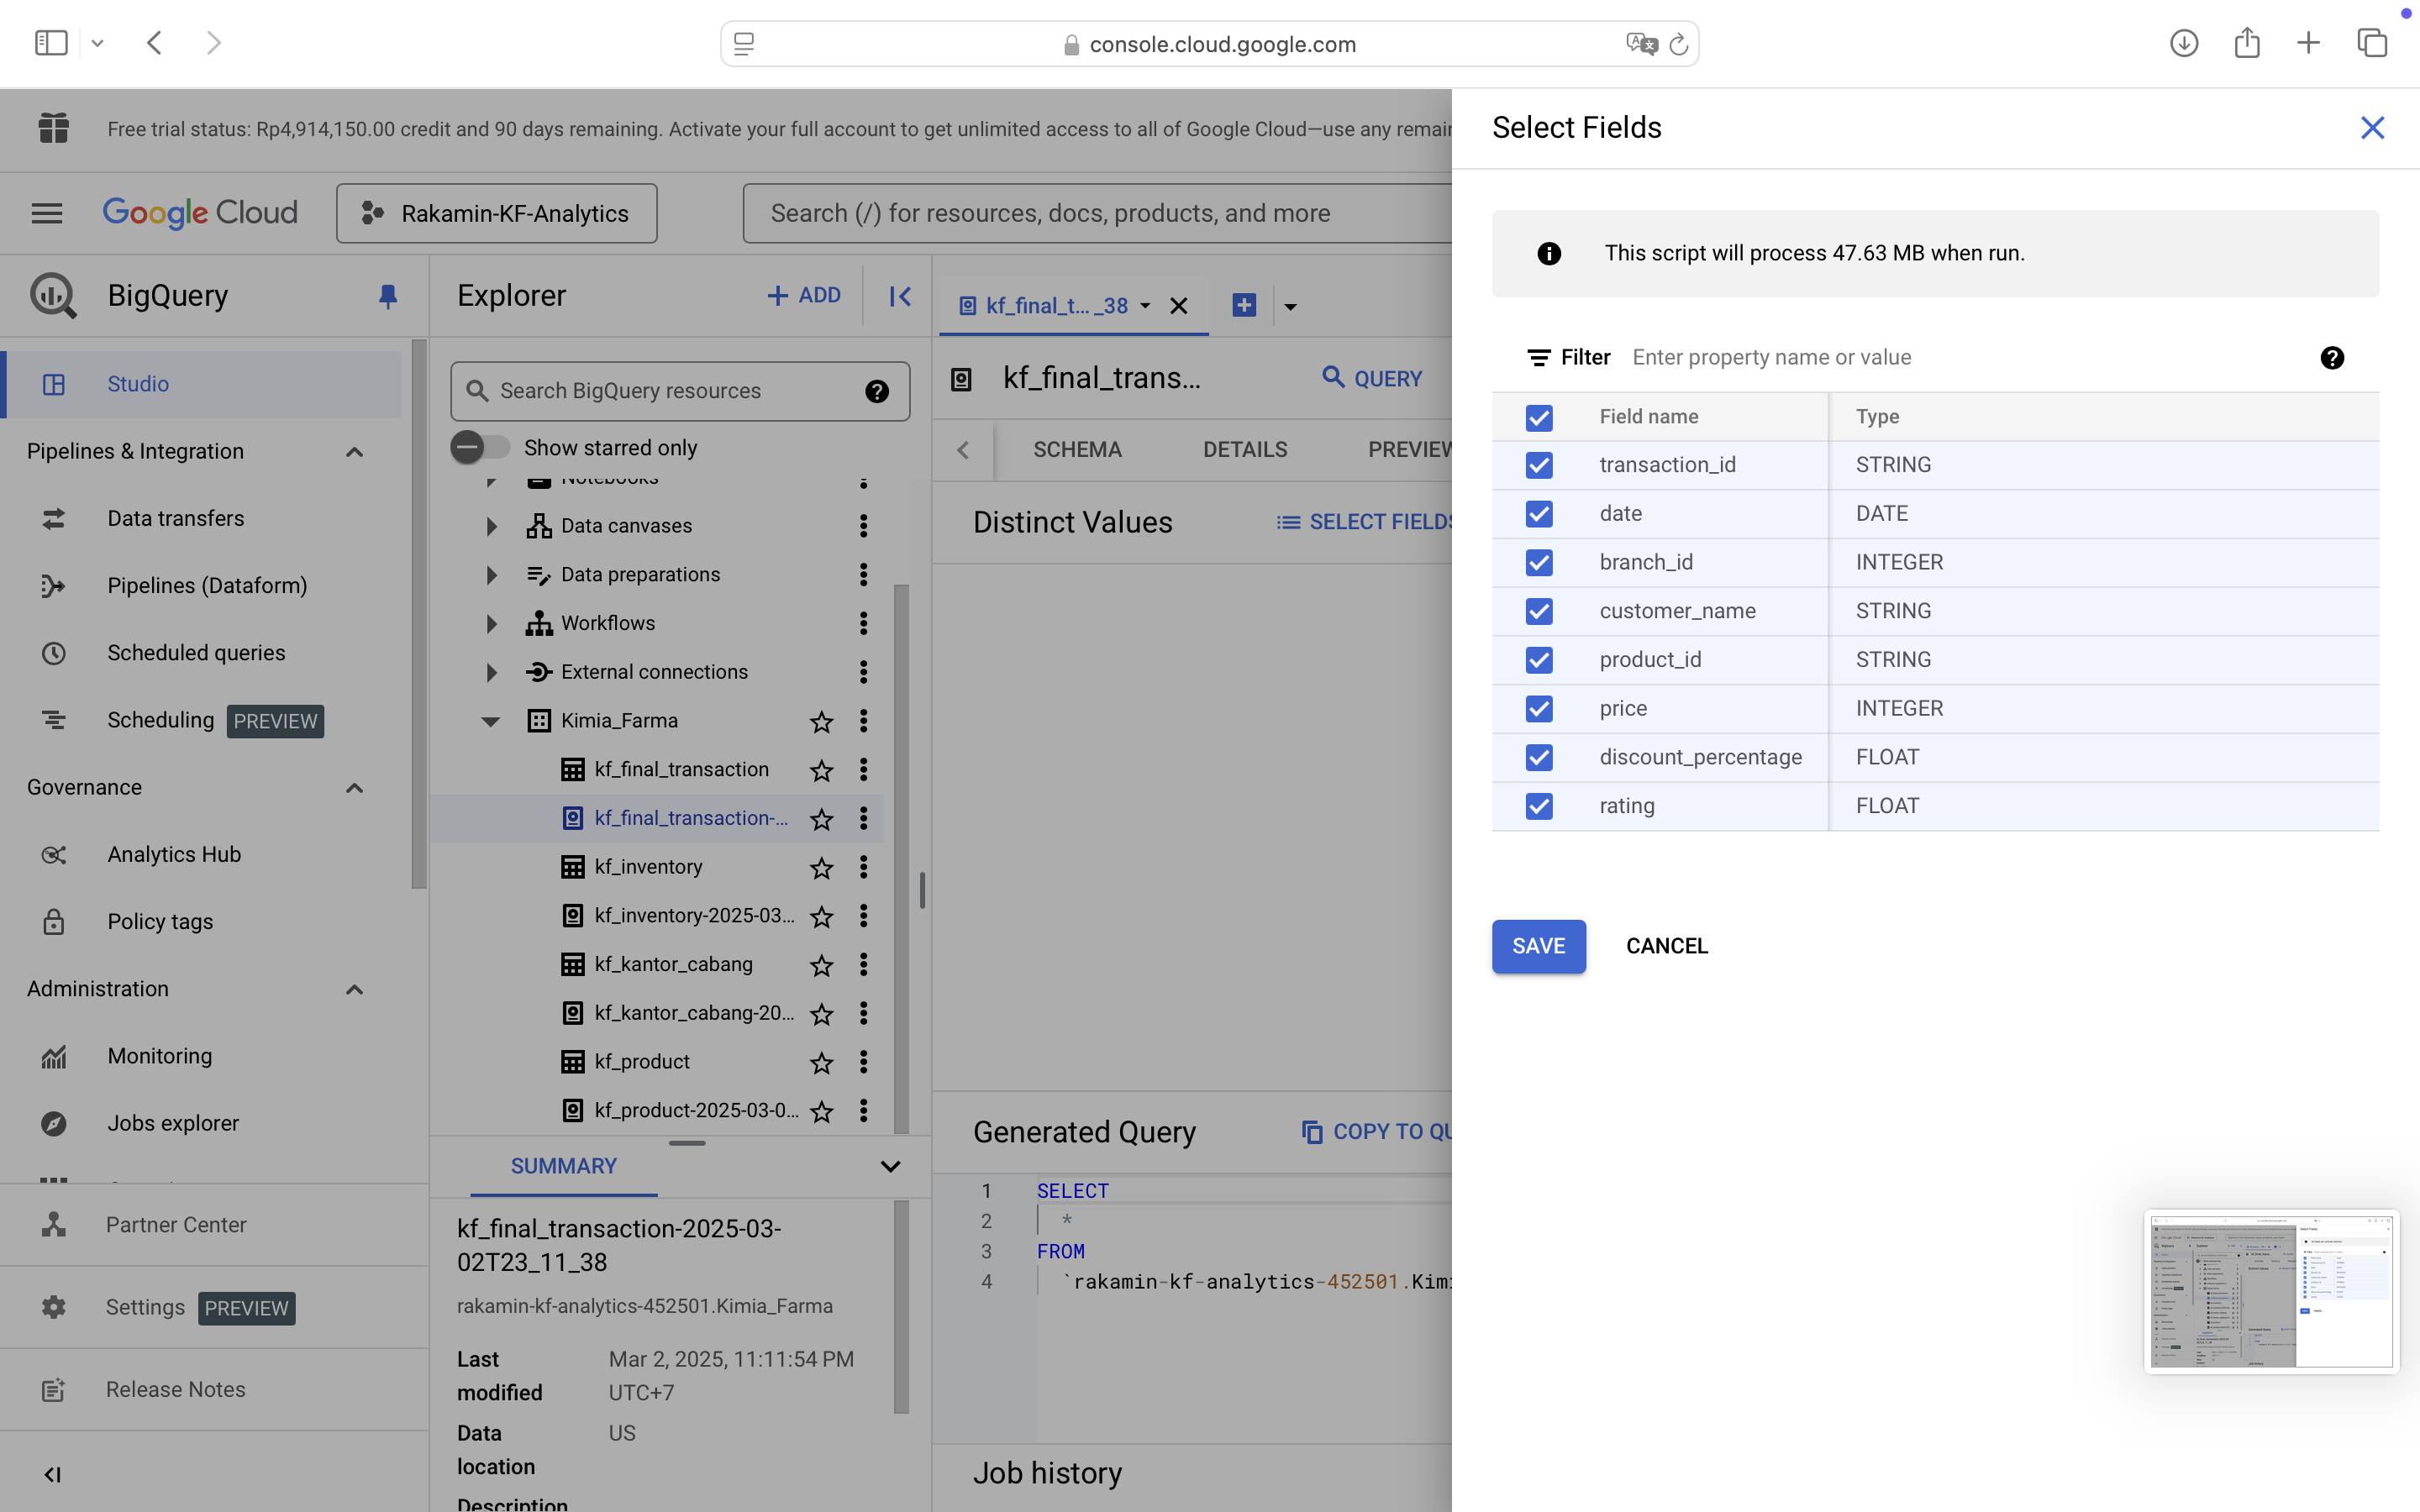 console.cloud.google.com
Free trial status: Rp4,914,150.00 credit and 90 days remaining. Activate your full account to get unlimited access to all of Google Cloud—use any
Google Cloud
Rakamin-KF-Analytics
Search (/) for resources, docs, products, and more
BigQuery
Studio
Pipelines & Integration
Data transfers
Pipelines (Dataform)
Scheduled queries
Scheduling PREVIEW
Governance
Analytics Hub
Policy tags
Administration
Monitoring
Jobs explorer
Partner Center
Settings PREVIEW
Release Notes
Explorer
+ ADD
Search BigQuery resources
Show starred only
Notebooks
Data canvases
Data preparations
Workflows
External connections
Kimia_Farma
kf_final_transaction
kf_final_transaction-...
kf_inventory
kf_inventory-2025-03...
kf_kantor_cabang
kf_kantor_cabang-20...
kf_product
kf_product-2025-03-0...
SUMMARY
kf_final_transaction-2025-03-
02T23_11_38
rakamin-kf-analytics-452501.Kimia_Farma
Last Mar 2, 2025, 11:11:54 PM
modified UTC+7
Data US
location
Description
kf_final_t... _38
kf_final_trans...
QUERY
SCHEMA DETAILS PREVIEW
Distinct Values
SELECT FIELDS
Generated Query
COPY TO
1 SELECT
2 *
3 FROM
4 `rakamin-kf-analytics-452501.Kimi
Job history
Select Fields
This script will process 47.63 MB when run.
Filter Enter property name or value
Field name Type
transaction_id STRING
date DATE
branch_id INTEGER
customer_name STRING
product_id STRING
price INTEGER
discount_percentage FLOAT
rating FLOAT
SAVE CANCEL